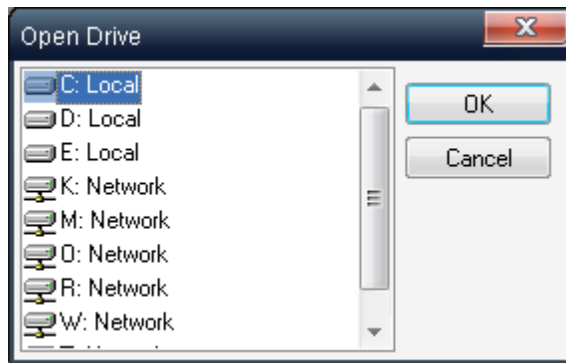 Open Drive
C: Local
D: Local
E: Local
K: Network
M: Network
O: Network
R: Network
W: Network
OK
Cancel